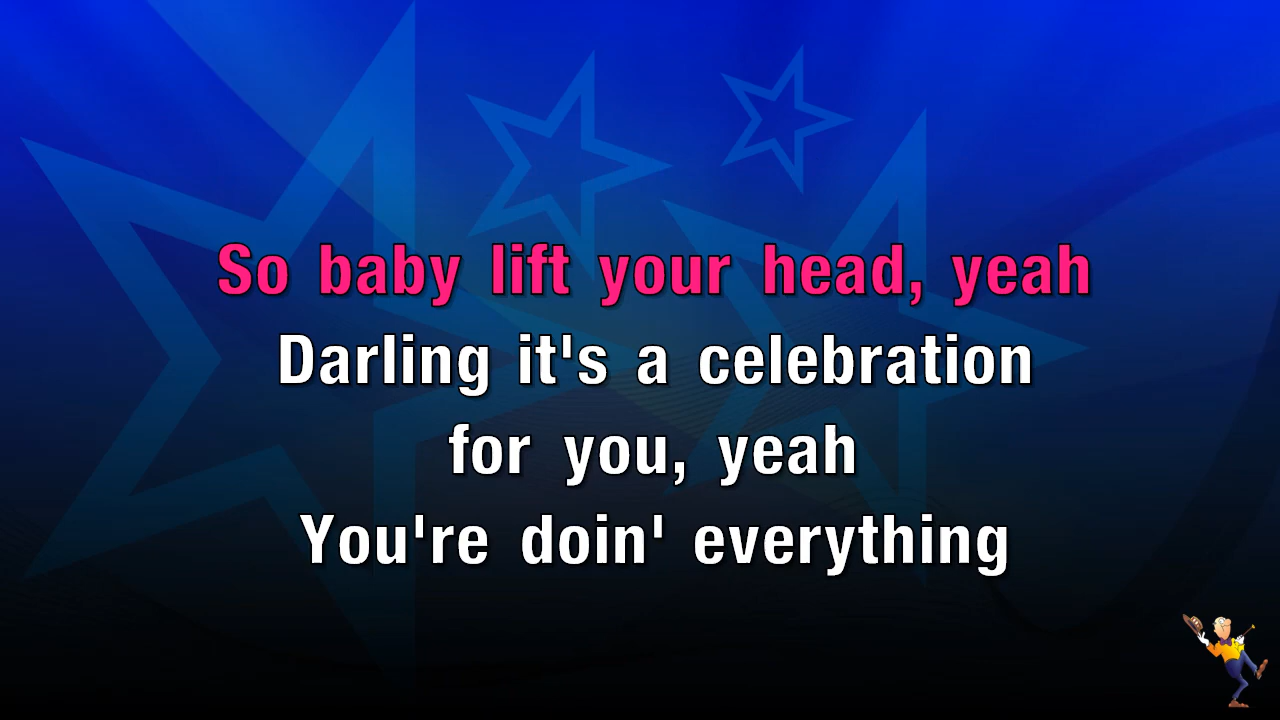 So baby lift your head, yeah
Darling it's a celebration
for you, yeah
You're doin' everything